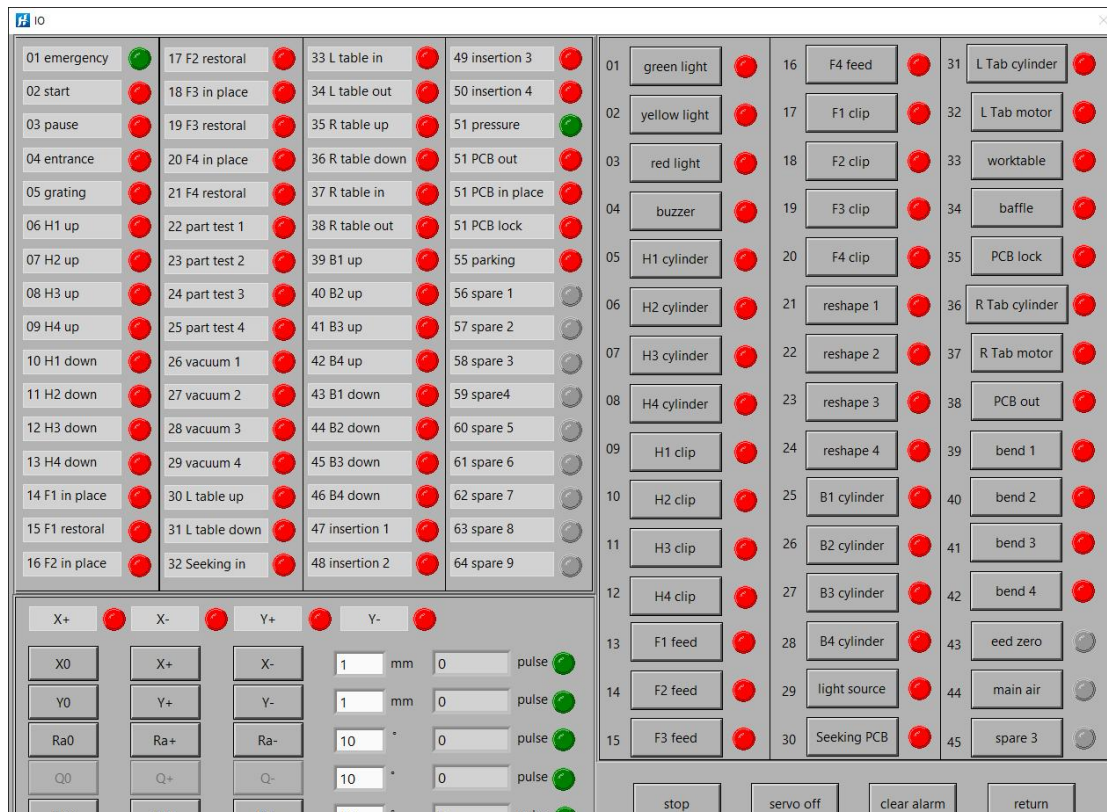 IO
01 emergency
02 start
03 pause
04 entrance
05 grating
06 H1 up
07 H2 up
08 H3 up
09 H4 up
10 H1 down
11 H2 down
12 H3 down
13 H4 down
14 F1 in place
15 F1 restoral
16 F2 in place
17 F2 restoral
18 F3 in place
19 F3 restoral
20 F4 in place
21 F4 restoral
22 part test 1
23 part test 2
24 part test 3
25 part test 4
26 vacuum 1
27 vacuum 2
28 vacuum 3
29 vacuum 4
30 L table up
31 L table down
32 Seeking in
33 L table in
34 L table out
35 R table up
36 R table down
37 R table in
38 R table out
39 B1 up
40 B2 up
41 B3 up
42 B4 up
43 B1 down
44 B2 down
45 B3 down
46 B4 down
47 insertion 1
48 insertion 2
49 insertion 3
50 insertion 4
51 pressure
51 PCB out
51 PCB in place
51 PCB lock
55 parking
56 spare 1
57 spare 2
58 spare 3
59 spare4
60 spare 5
61 spare 6
62 spare 7
63 spare 8
64 spare 9
01 green light
02 yellow light
03 red light
04 buzzer
05 H1 cylinder
06 H2 cylinder
07 H3 cylinder
08 H4 cylinder
09 H1 clip
10 H2 clip
11 H3 clip
12 H4 clip
13 F1 feed
14 F2 feed
15 F3 feed
16 F4 feed
17 F1 clip
18 F2 clip
19 F3 clip
20 F4 clip
21 reshape 1
22 reshape 2
23 reshape 3
24 reshape 4
25 B1 cylinder
26 B2 cylinder
27 B3 cylinder
28 B4 cylinder
29 light source
30 Seeking PCB
31 L Tab cylinder
32 L Tab motor
33 worktable
34 baffle
35 PCB lock
36 R Tab cylinder
37 R Tab motor
38 PCB out
39 bend 1
40 bend 2
41 bend 3
42 bend 4
43 eed zero
44 main air
45 spare 3
X+ X- Y+ Y-
X0 X+ X- 1 mm 0 pulse
Y0 Y+ Y- 1 mm 0 pulse
Ra0 Ra+ Ra- 10 ° 0 pulse
Q0 Q+ Q- 10 ° 0 pulse
stop servo off clear alarm return